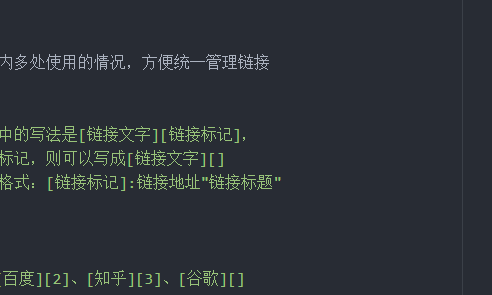 内多处使用的情况，方便统一管理链接
中的写法是[链接文字][链接标记]，
标记，则可以写成[链接文字][]
格式：[链接标记]:链接地址"链接标题"
[百度][2]、[知乎][3]、[谷歌][]